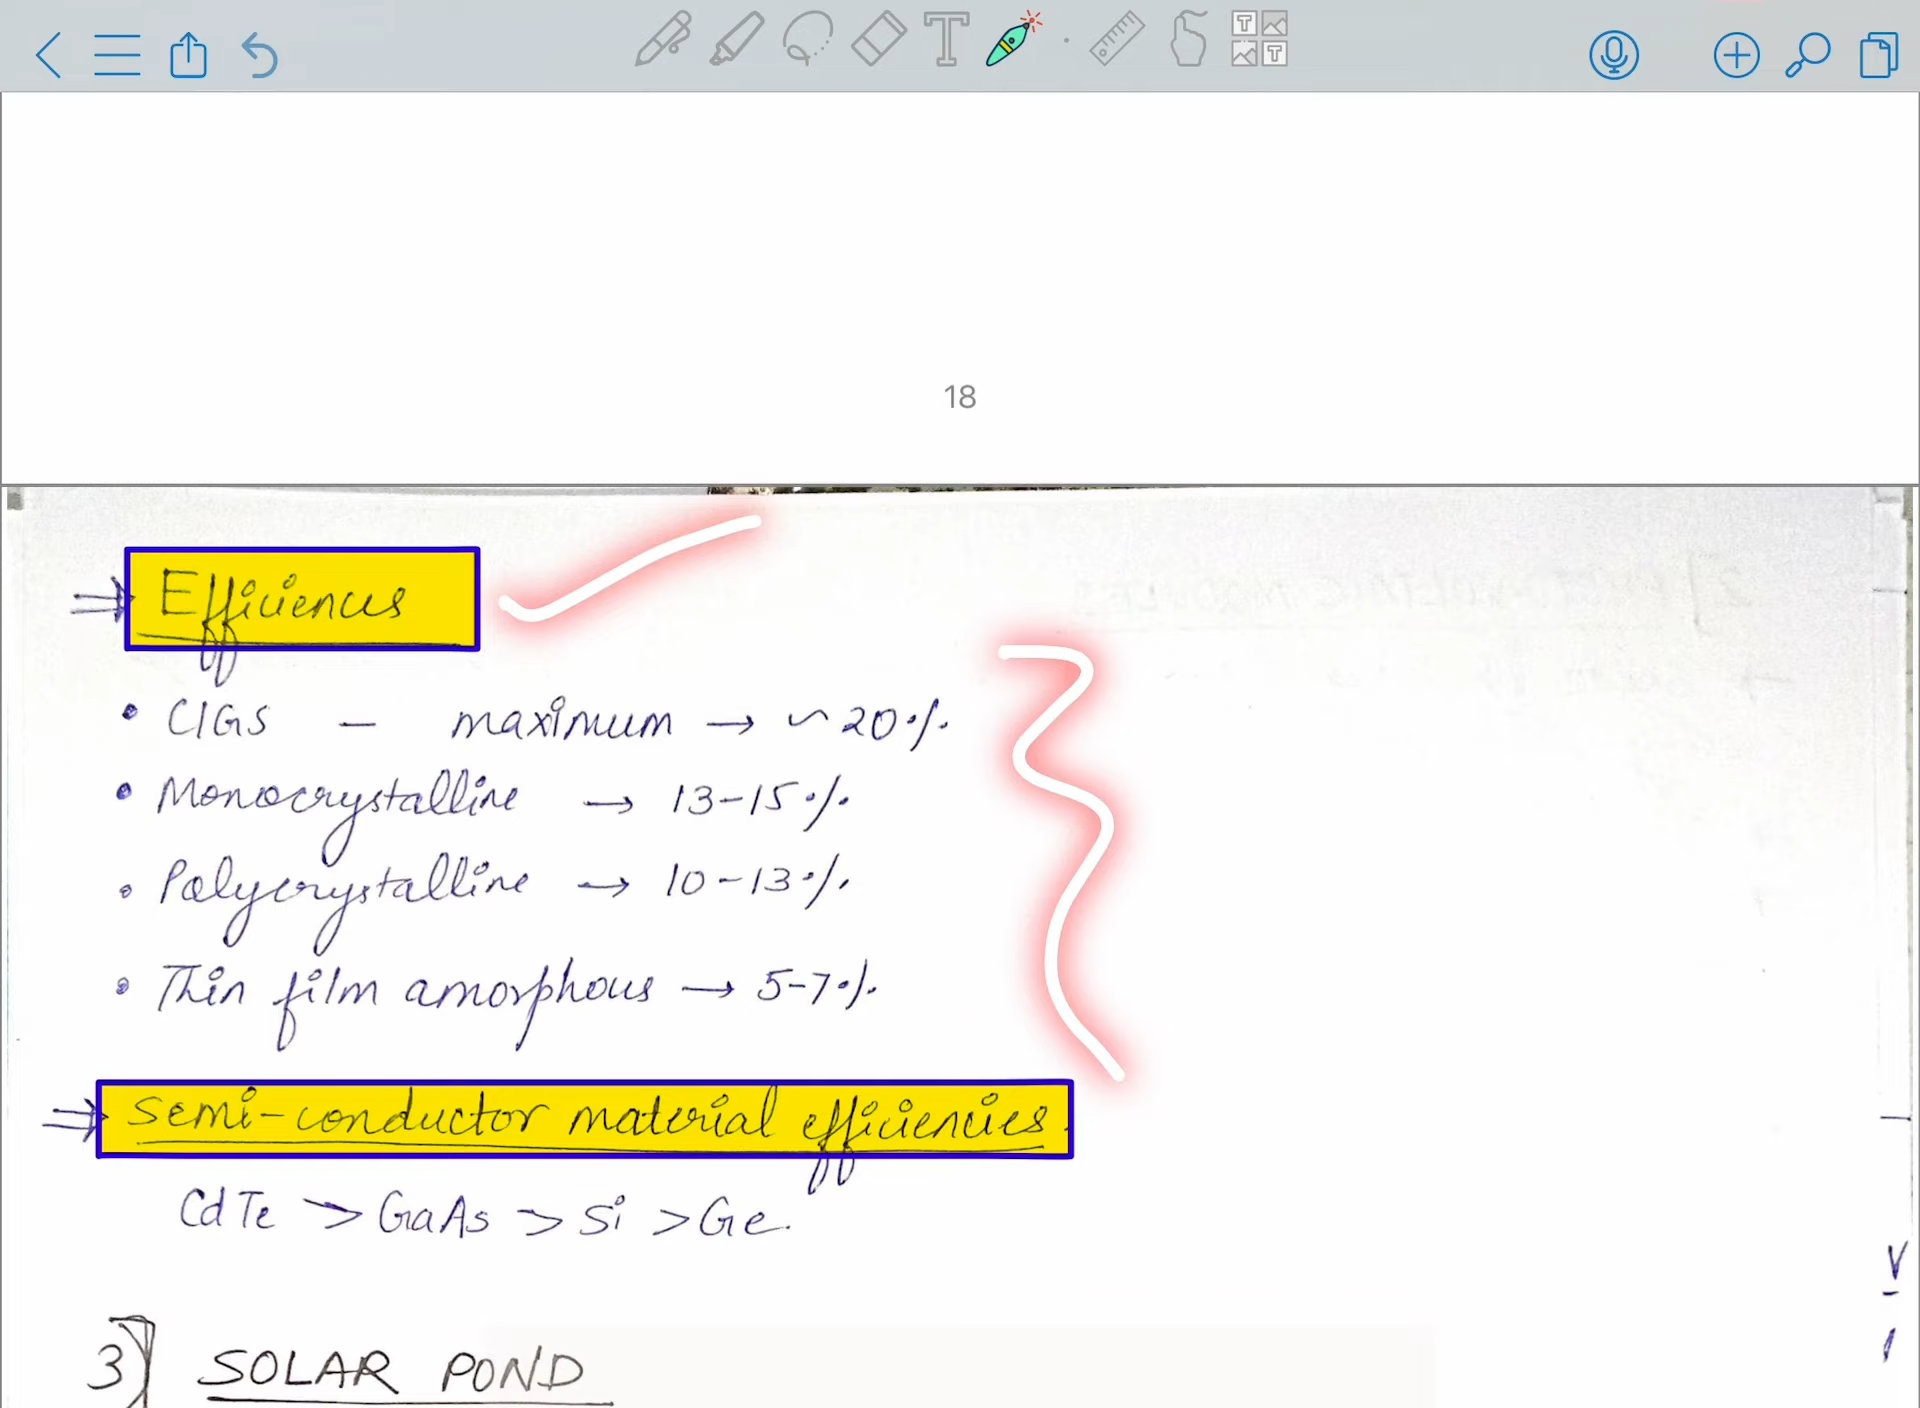 18
⇒ Efficiences
• CIGS — maximum → ~20%
• Monocrystalline → 13-15%
• Polycrystalline → 10-13%
• Thin film amorphous → 5-7%
⇒ Semi-conductor material efficiencies.
CdTe > GaAs > Si > Ge.
3] SOLAR POND